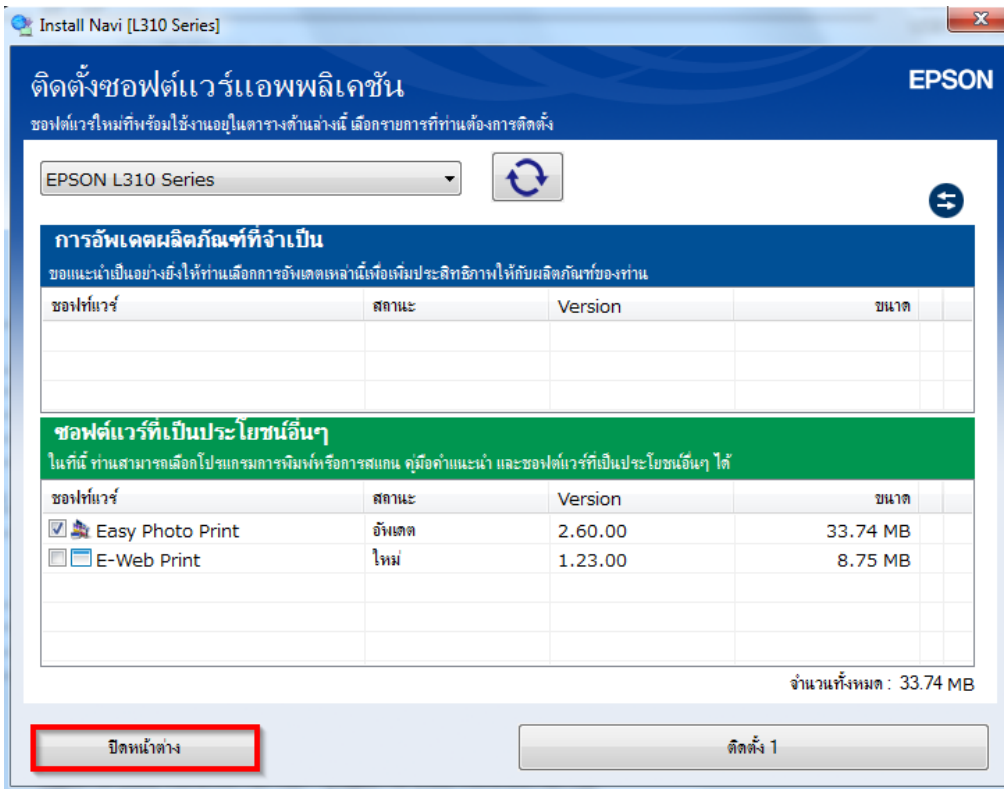 Install Navi [L310 Series]
ติดตั้งซอฟต์แวร์แอพพลิเคชัน
EPSON
ซอฟต์แวร์ใหม่ที่พร้อมใช้งานอยู่ในตารางด้านล่างนี้ เลือกรายการที่ท่านต้องการติดตั้ง
EPSON L310 Series
การอัพเดตผลิตภัณฑ์ที่จำเป็น
ขอแนะนำเป็นอย่างยิ่งให้ท่านเลือกการอัพเดตเหล่านี้เพื่อเพิ่มประสิทธิภาพให้กับผลิตภัณฑ์ของท่าน
ซอฟท์แวร์ สถานะ Version ขนาด
ซอฟต์แวร์ที่เป็นประโยชน์อื่นๆ
ในที่นี้ ท่านสามารถเลือกโปรแกรมการพิมพ์หรือการสแกน คู่มือคำแนะนำ และซอฟต์แวร์ที่เป็นประโยชน์อื่นๆ ได้
ซอฟท์แวร์ สถานะ Version ขนาด
Easy Photo Print อัพเดต 2.60.00 33.74 MB
E-Web Print ใหม่ 1.23.00 8.75 MB
จำนวนทั้งหมด : 33.74 MB
ปิดหน้าต่าง
ติดตั้ง 1